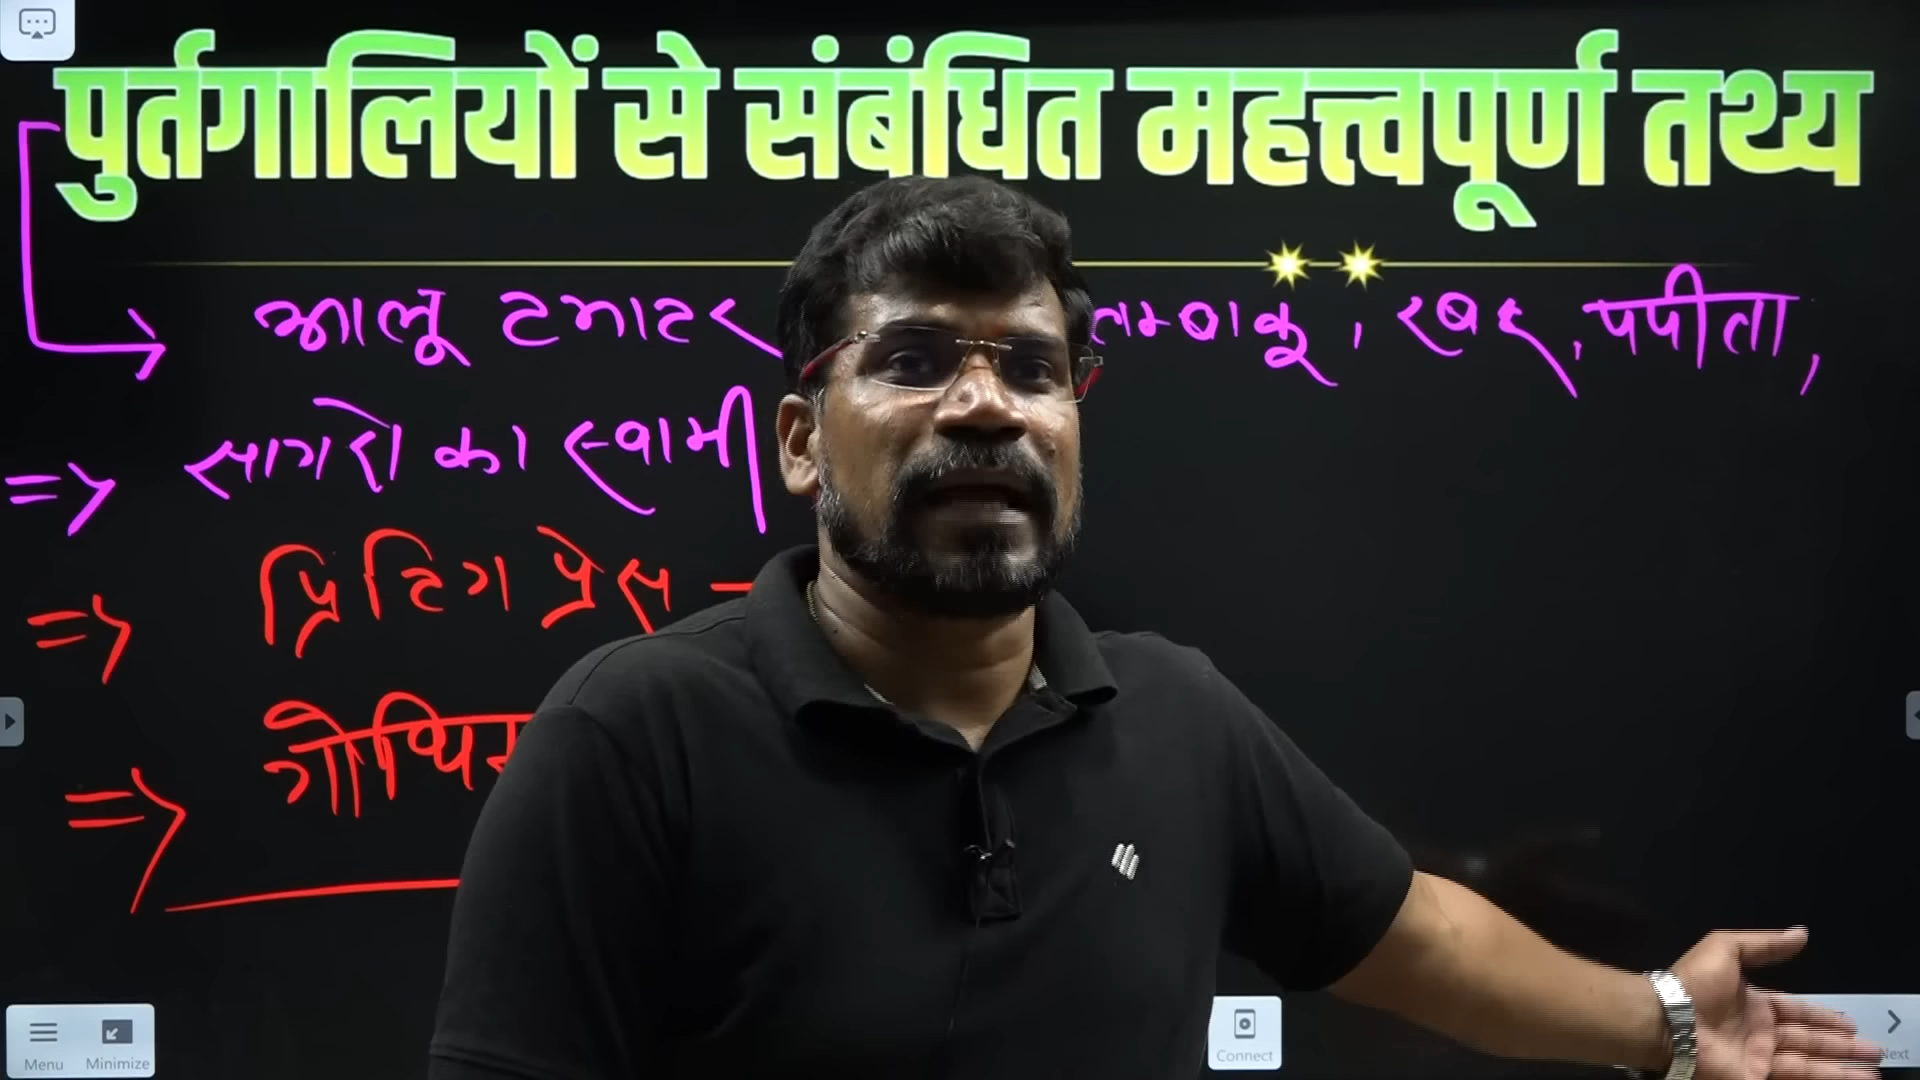 पुर्तगालियों से संबंधित महत्त्वपूर्ण तथ्य
आलू टमाटर तम्बाकू, रबड़, पपीता,
=> सागरो का स्वामी
=> प्रिटिंग प्रेस -
=>
Menu Minimize Connect Next